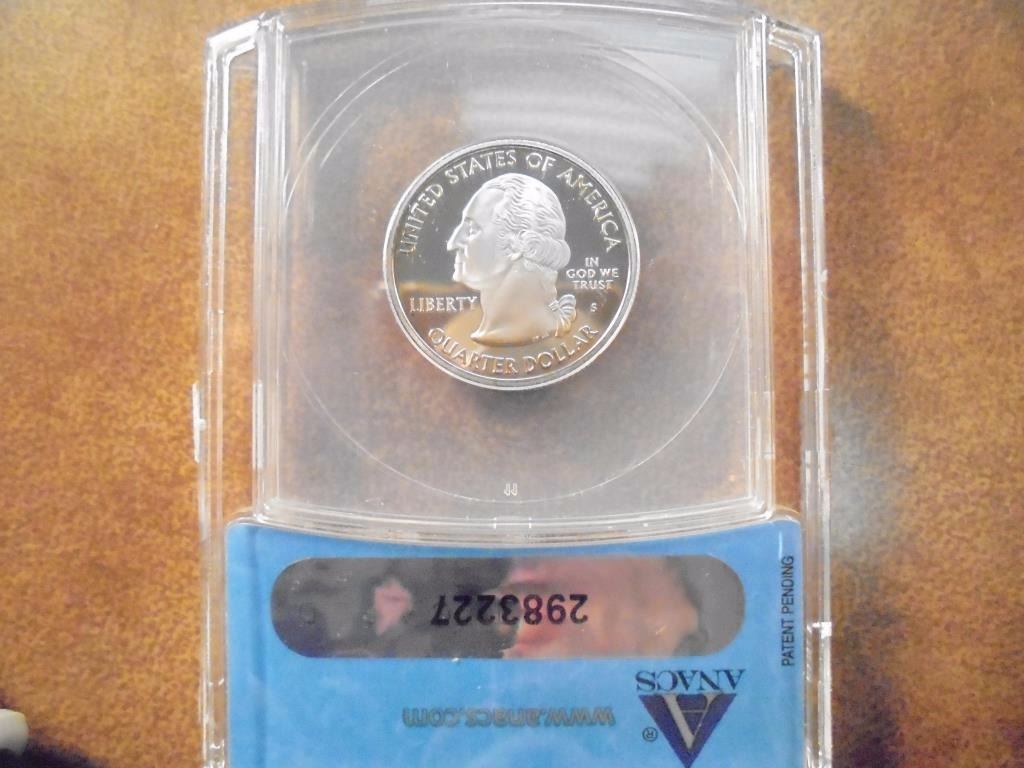 UNITED STATES OF AMERICA
IN
GOD WE
TRUST
LIBERTY
S
QUARTER DOLLAR
2983227
PATENT PENDING
ANACS
www.anacs.com
A
®